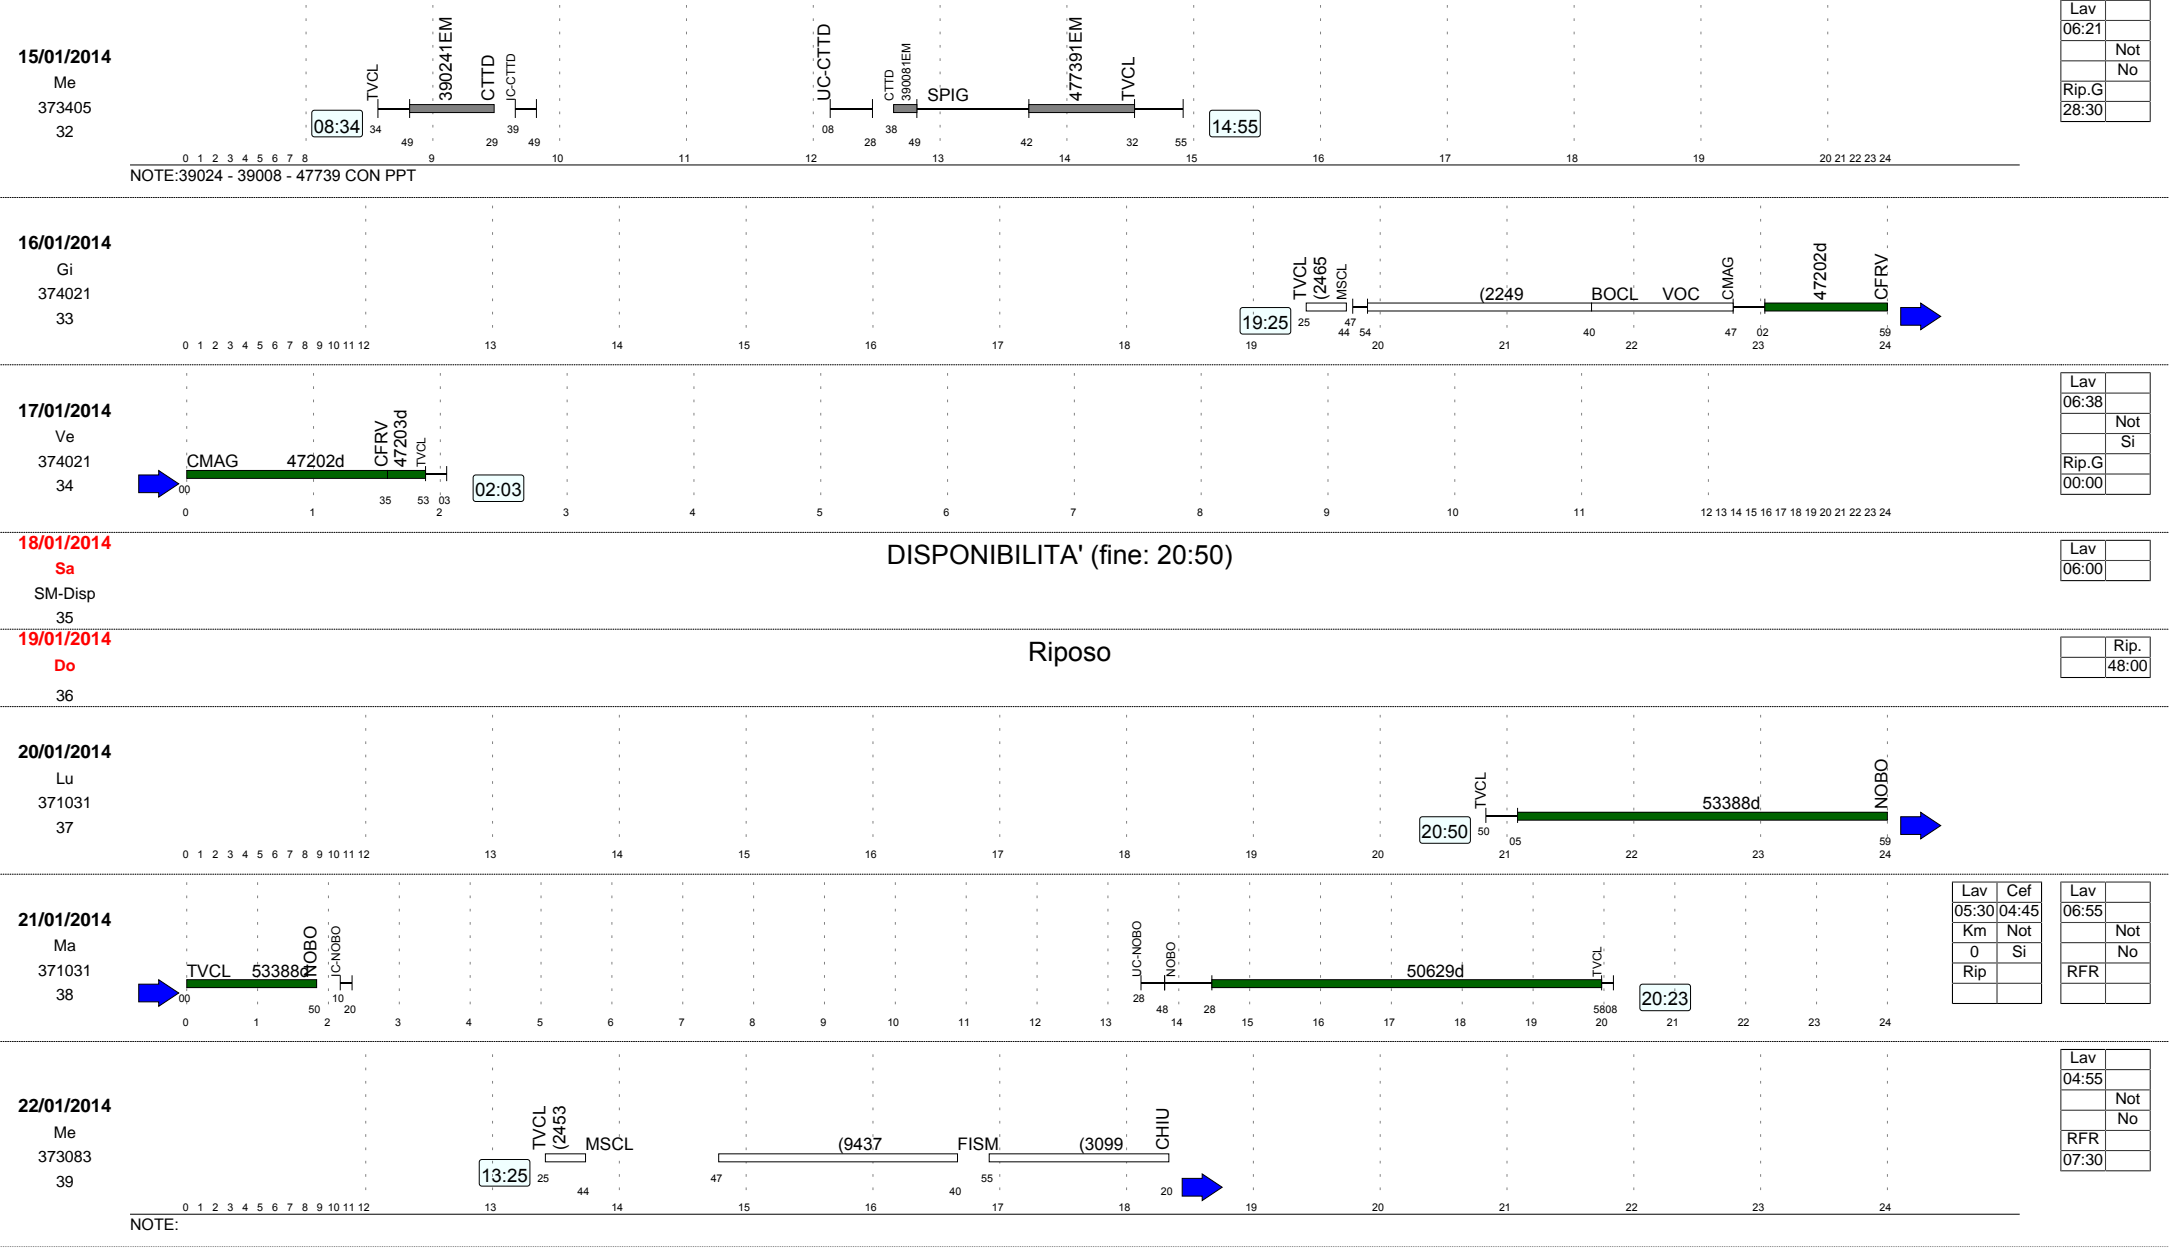 15/01/2014
Me
373405
32
08:34
TVCL
390241EM
CTTD
IC-CTTD
UC-CTTD
CTTD
390081EM
SPIG
477391EM
TVCL
14:55
34 49 29 39 49 08 28 38 49 42 32 55
0 1 2 3 4 5 6 7 8 9 10 11 12 13 14 15 16 17 18 19 20 21 22 23 24
NOTE:39024 - 39008 - 47739 CON PPT
Lav
06:21
Not
No
Rip.G
28:30
16/01/2014
Gi
374021
33
19:25
TVCL
(2465
MSCL
(2249
BOCL
VOC
CMAG
47202d
CFRV
25 44 47 54 40 47 02 59
0 1 2 3 4 5 6 7 8 9 10 11 12 13 14 15 16 17 18 19 20 21 22 23 24
17/01/2014
Ve
374021
34
CMAG
47202d
CFRV
47203d
TVCL
02:03
00 35 53 03
0 1 2 3 4 5 6 7 8 9 10 11 12 13 14 15 16 17 18 19 20 21 22 23 24
Lav
06:38
Not
Si
Rip.G
00:00
18/01/2014
Sa
SM-Disp
35
DISPONIBILITA' (fine: 20:50)
Lav
06:00
19/01/2014
Do
36
Riposo
Rip.
48:00
20/01/2014
Lu
371031
37
20:50
TVCL
53388d
NOBO
50 05 59
0 1 2 3 4 5 6 7 8 9 10 11 12 13 14 15 16 17 18 19 20 21 22 23 24
21/01/2014
Ma
371031
38
TVCL
53388d
NOBO
IC-NOBO
UC-NOBO
NOBO
50629d
TVCL
20:23
00 50 10 20 28 48 28 58 08
0 1 2 3 4 5 6 7 8 9 10 11 12 13 14 15 16 17 18 19 20 21 22 23 24
Lav Cef
05:30 04:45
Km Not
0 Si
Rip
Lav
06:55
Not
No
RFR
22/01/2014
Me
373083
39
13:25
TVCL
(2453
MSCL
(9437
FISM
(3099
CHIU
25 44 47 40 55 20
0 1 2 3 4 5 6 7 8 9 10 11 12 13 14 15 16 17 18 19 20 21 22 23 24
NOTE:
Lav
04:55
Not
No
RFR
07:30